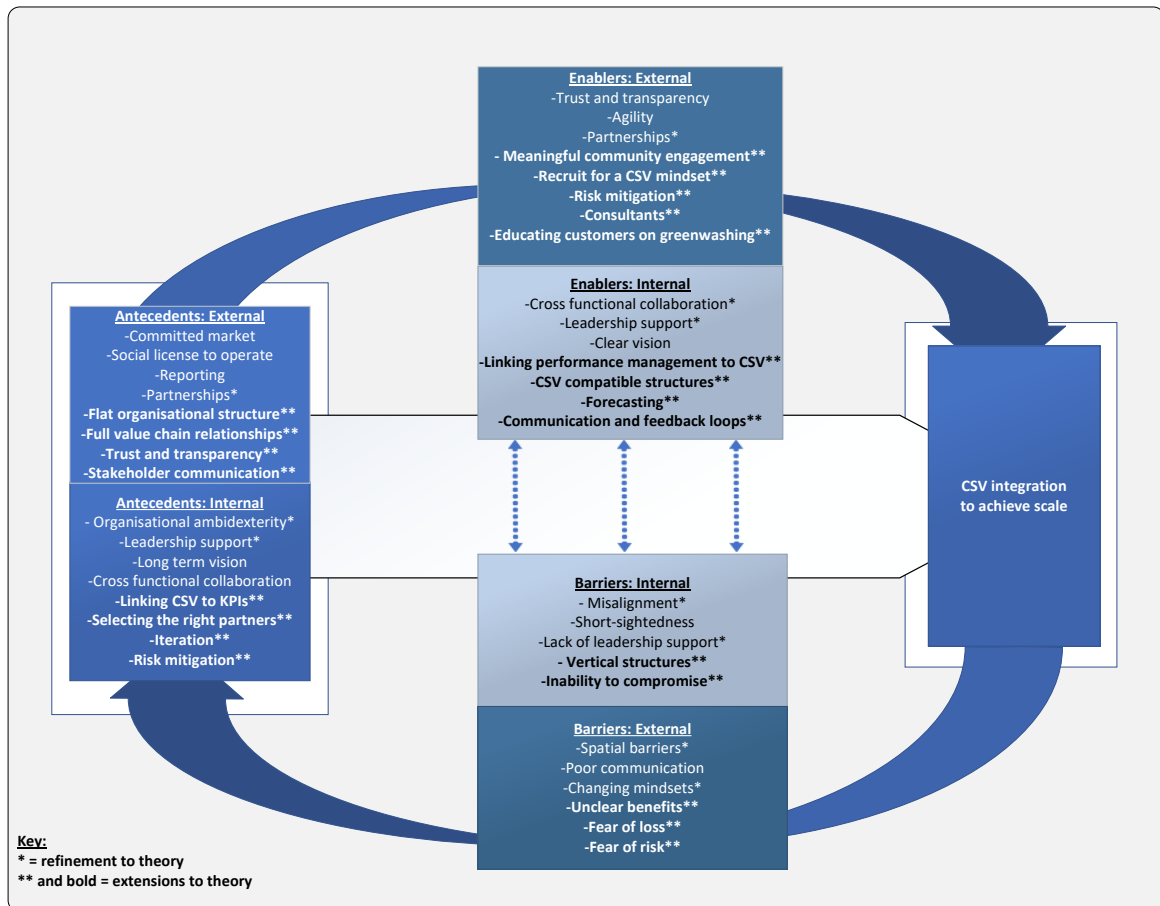 Enablers: External
-Trust and transparency
-Agility
-Partnerships*
- Meaningful community engagement**
-Recruit for a CSV mindset**
-Risk mitigation**
-Consultants**
-Educating customers on greenwashing**
Enablers: Internal
-Cross functional collaboration*
-Leadership support*
-Clear vision
-Linking performance management to CSV**
-CSV compatible structures**
-Forecasting**
-Communication and feedback loops**
Antecedents: External
-Committed market
-Social license to operate
-Reporting
-Partnerships*
-Flat organisational structure**
-Full value chain relationships**
-Trust and transparency**
-Stakeholder communication**
Antecedents: Internal
- Organisational ambidexterity*
-Leadership support*
-Long term vision
-Cross functional collaboration
-Linking CSV to KPIs**
-Selecting the right partners**
-Iteration**
-Risk mitigation**
CSV integration
to achieve scale
Barriers: Internal
- Misalignment*
-Short-sightedness
-Lack of leadership support*
- Vertical structures**
-Inability to compromise**
Barriers: External
-Spatial barriers*
-Poor communication
-Changing mindsets*
-Unclear benefits**
-Fear of loss**
-Fear of risk**
Key:
* = refinement to theory
** and bold = extensions to theory